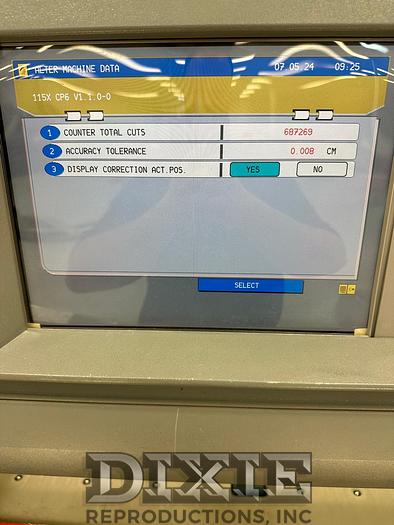 ALTER MACHINE DATA 07.05.24 09.25
115X CP6 V1.1.0-0
1 COUNTER TOTAL CUTS 687269
2 ACCURACY TOLERANCE 0.008 CM
3 DISPLAY CORRECTION ACT.POS. YES NO
SELECT
DIXIE
REPRODUCTIONS, INC